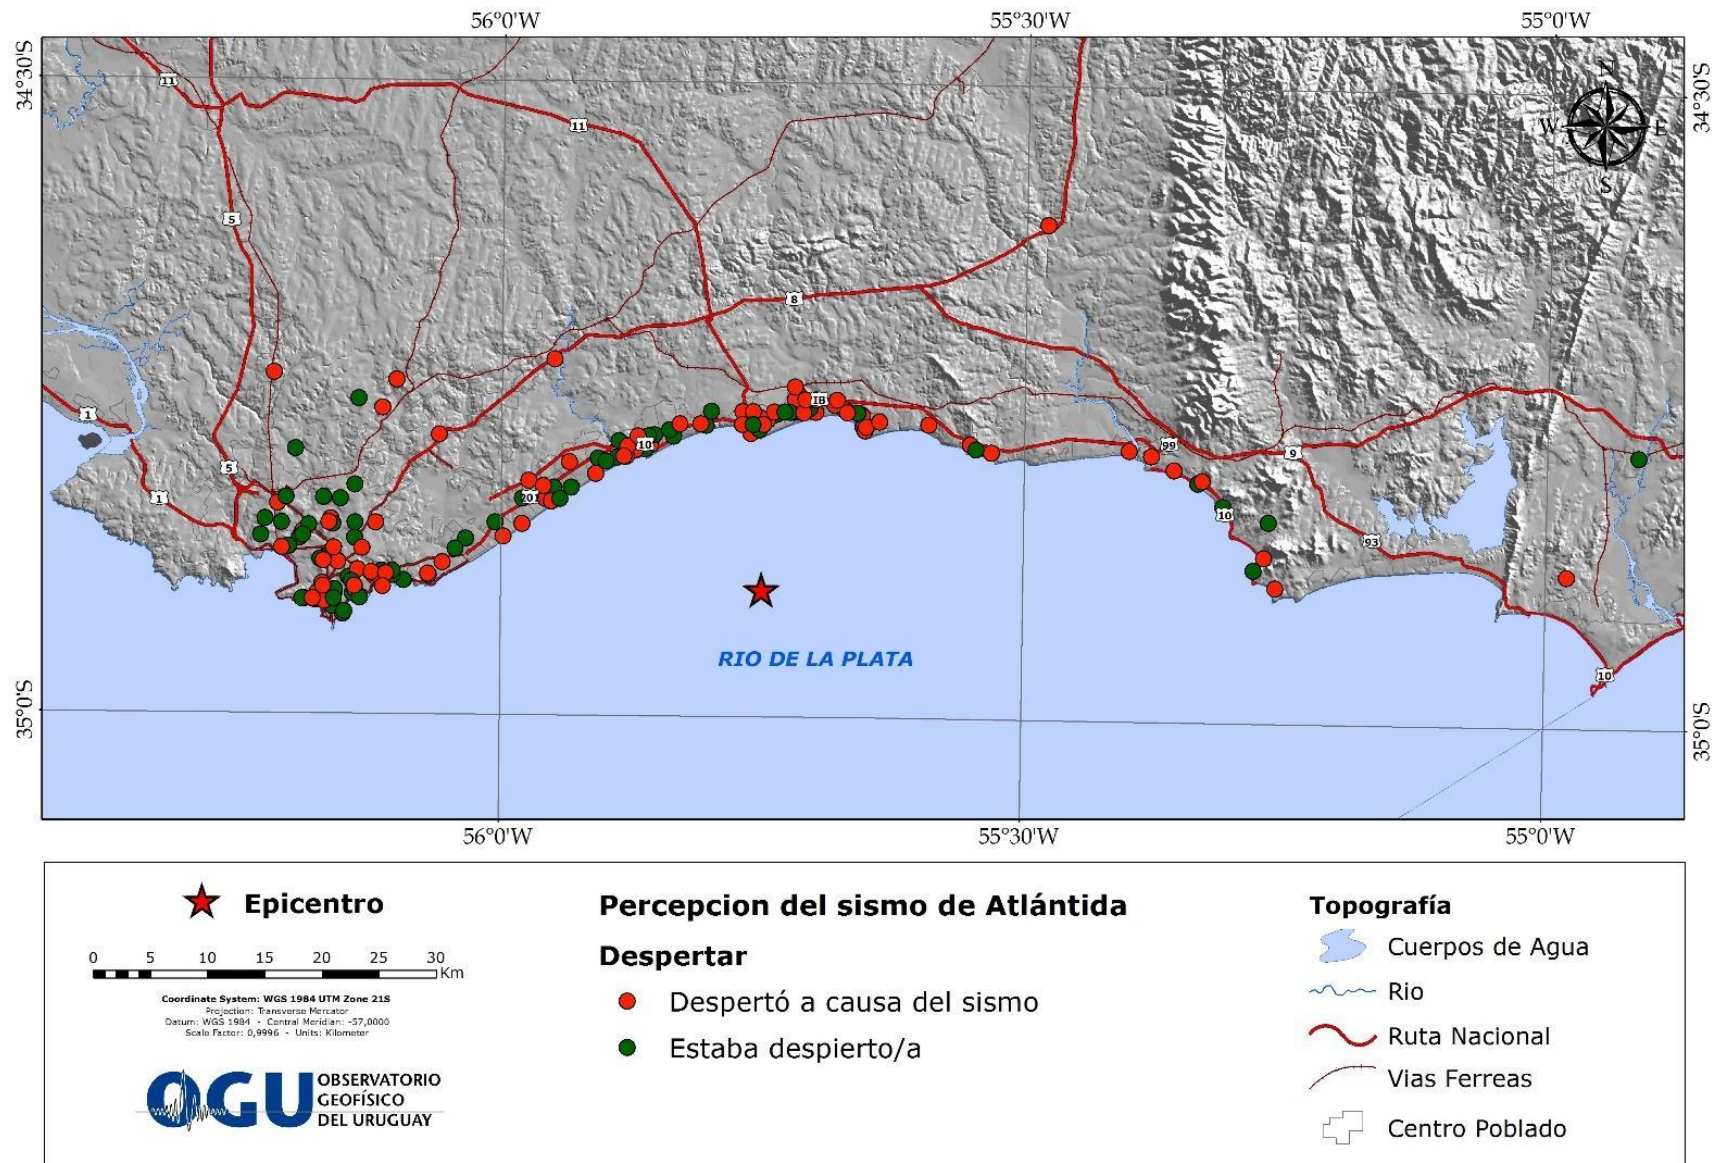 56°0'W
55°30'W
55°0'W
34°30'S
34°30'S
N
W
E
S
11
11
5
8
1
IB
10
99
9
5
1
201
10
93
RIO DE LA PLATA
10
35°0'S
35°0'S
56°0'W
55°30'W
55°0'W
Epicentro
0 5 10 15 20 25 30
Km
Coordinate System: WGS 1984 UTM Zone 21S
Projection: Transverse Mercator
Datum: WGS 1984 - Central Meridian: -57,0000
Scale Factor: 0,9996 - Units: Kilometer
OGU
OBSERVATORIO
GEOFÍSICO
DEL URUGUAY
Percepcion del sismo de Atlántida
Despertar
Despertó a causa del sismo
Estaba despierto/a
Topografía
Cuerpos de Agua
Rio
Ruta Nacional
Vias Ferreas
Centro Poblado